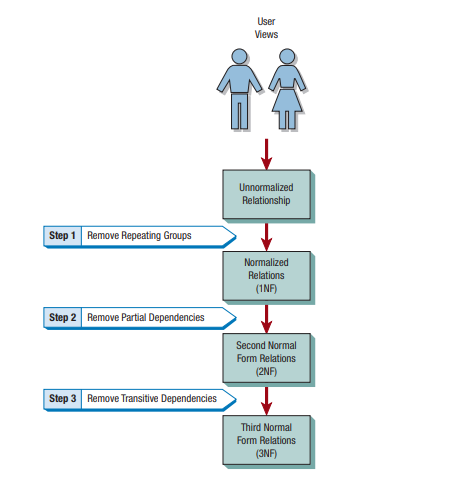 User
Views
Unnormalized
Relationship
Step 1 Remove Repeating Groups
Normalized
Relations
(1NF)
Step 2 Remove Partial Dependencies
Second Normal
Form Relations
(2NF)
Step 3 Remove Transitive Dependencies
Third Normal
Form Relations
(3NF)